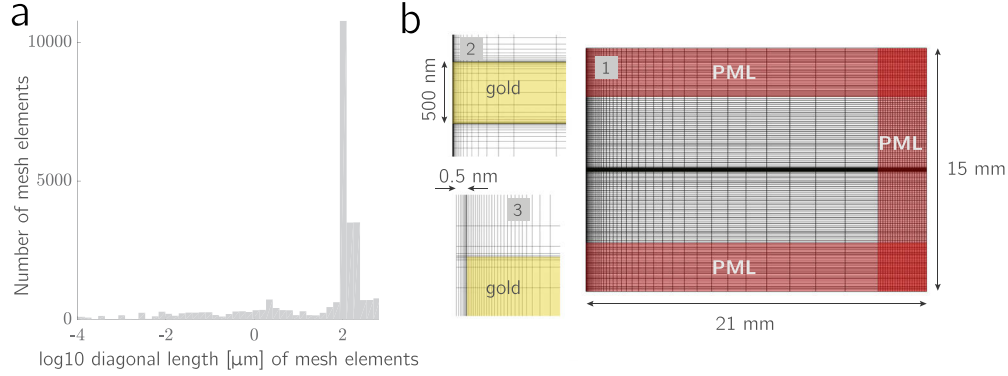 a
10000
5000
0
Number of mesh elements
-4
-2
0
2
log10 diagonal length [μm] of mesh elements
b
2
gold
500 nm
0.5 nm
3
gold
1
PML
PML
PML
15 mm
21 mm